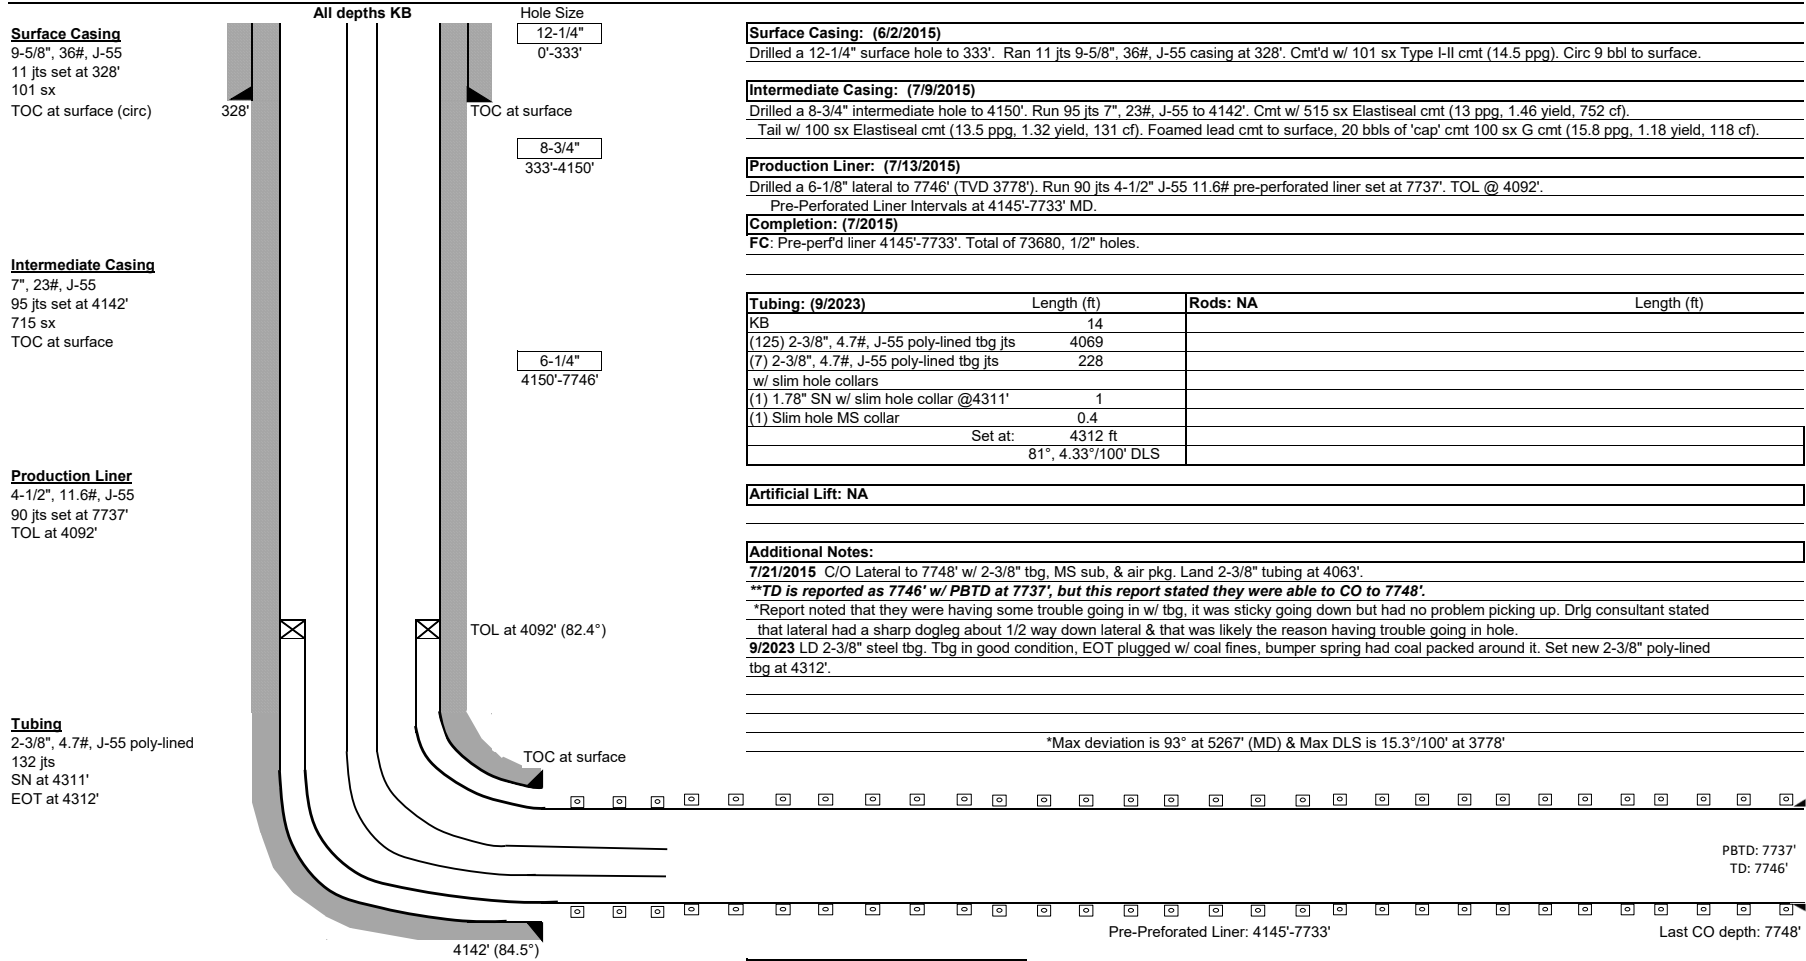 All depths KB
Hole Size
Surface Casing
9-5/8", 36#, J-55
11 jts set at 328'
101 sx
TOC at surface (circ)
328'
TOC at surface
12-1/4"
0'-333'
8-3/4"
333'-4150'
Intermediate Casing
7", 23#, J-55
95 jts set at 4142'
715 sx
TOC at surface
6-1/4"
4150'-7746'
Production Liner
4-1/2", 11.6#, J-55
90 jts set at 7737'
TOL at 4092'
TOL at 4092' (82.4°)
Tubing
2-3/8", 4.7#, J-55 poly-lined
132 jts
SN at 4311'
EOT at 4312'
TOC at surface
4142' (84.5°)
Surface Casing: (6/2/2015)
Drilled a 12-1/4" surface hole to 333'. Ran 11 jts 9-5/8", 36#, J-55 casing at 328'. Cmt'd w/ 101 sx Type I-II cmt (14.5 ppg). Circ 9 bbl to surface.
Intermediate Casing: (7/9/2015)
Drilled a 8-3/4" intermediate hole to 4150'. Run 95 jts 7", 23#, J-55 to 4142'. Cmt w/ 515 sx Elastiseal cmt (13 ppg, 1.46 yield, 752 cf).
Tail w/ 100 sx Elastiseal cmt (13.5 ppg, 1.32 yield, 131 cf). Foamed lead cmt to surface, 20 bbls of 'cap' cmt 100 sx G cmt (15.8 ppg, 1.18 yield, 118 cf).
Production Liner: (7/13/2015)
Drilled a 6-1/8" lateral to 7746' (TVD 3778'). Run 90 jts 4-1/2" J-55 11.6# pre-perforated liner set at 7737'. TOL @ 4092'.
Pre-Perforated Liner Intervals at 4145'-7733' MD.
Completion: (7/2015)
FC: Pre-perf'd liner 4145'-7733'. Total of 73680, 1/2" holes.
Tubing: (9/2023) Length (ft) Rods: NA Length (ft)
KB 14
(125) 2-3/8", 4.7#, J-55 poly-lined tbg jts 4069
(7) 2-3/8", 4.7#, J-55 poly-lined tbg jts 228
w/ slim hole collars
(1) 1.78" SN w/ slim hole collar @4311' 1
(1) Slim hole MS collar 0.4
Set at: 4312 ft
81°, 4.33°/100' DLS
Artificial Lift: NA
Additional Notes:
7/21/2015 C/O Lateral to 7748' w/ 2-3/8" tbg, MS sub, & air pkg. Land 2-3/8" tubing at 4063'.
**TD is reported as 7746' w/ PBTD at 7737', but this report stated they were able to CO to 7748'.
*Report noted that they were having some trouble going in w/ tbg, it was sticky going down but had no problem picking up. Drlg consultant stated
that lateral had a sharp dogleg about 1/2 way down lateral & that was likely the reason having trouble going in hole.
9/2023 LD 2-3/8" steel tbg. Tbg in good condition, EOT plugged w/ coal fines, bumper spring had coal packed around it. Set new 2-3/8" poly-lined
tbg at 4312'.
*Max deviation is 93° at 5267' (MD) & Max DLS is 15.3°/100' at 3778'
PBTD: 7737'
TD: 7746'
Pre-Preforated Liner: 4145'-7733'
Last CO depth: 7748'